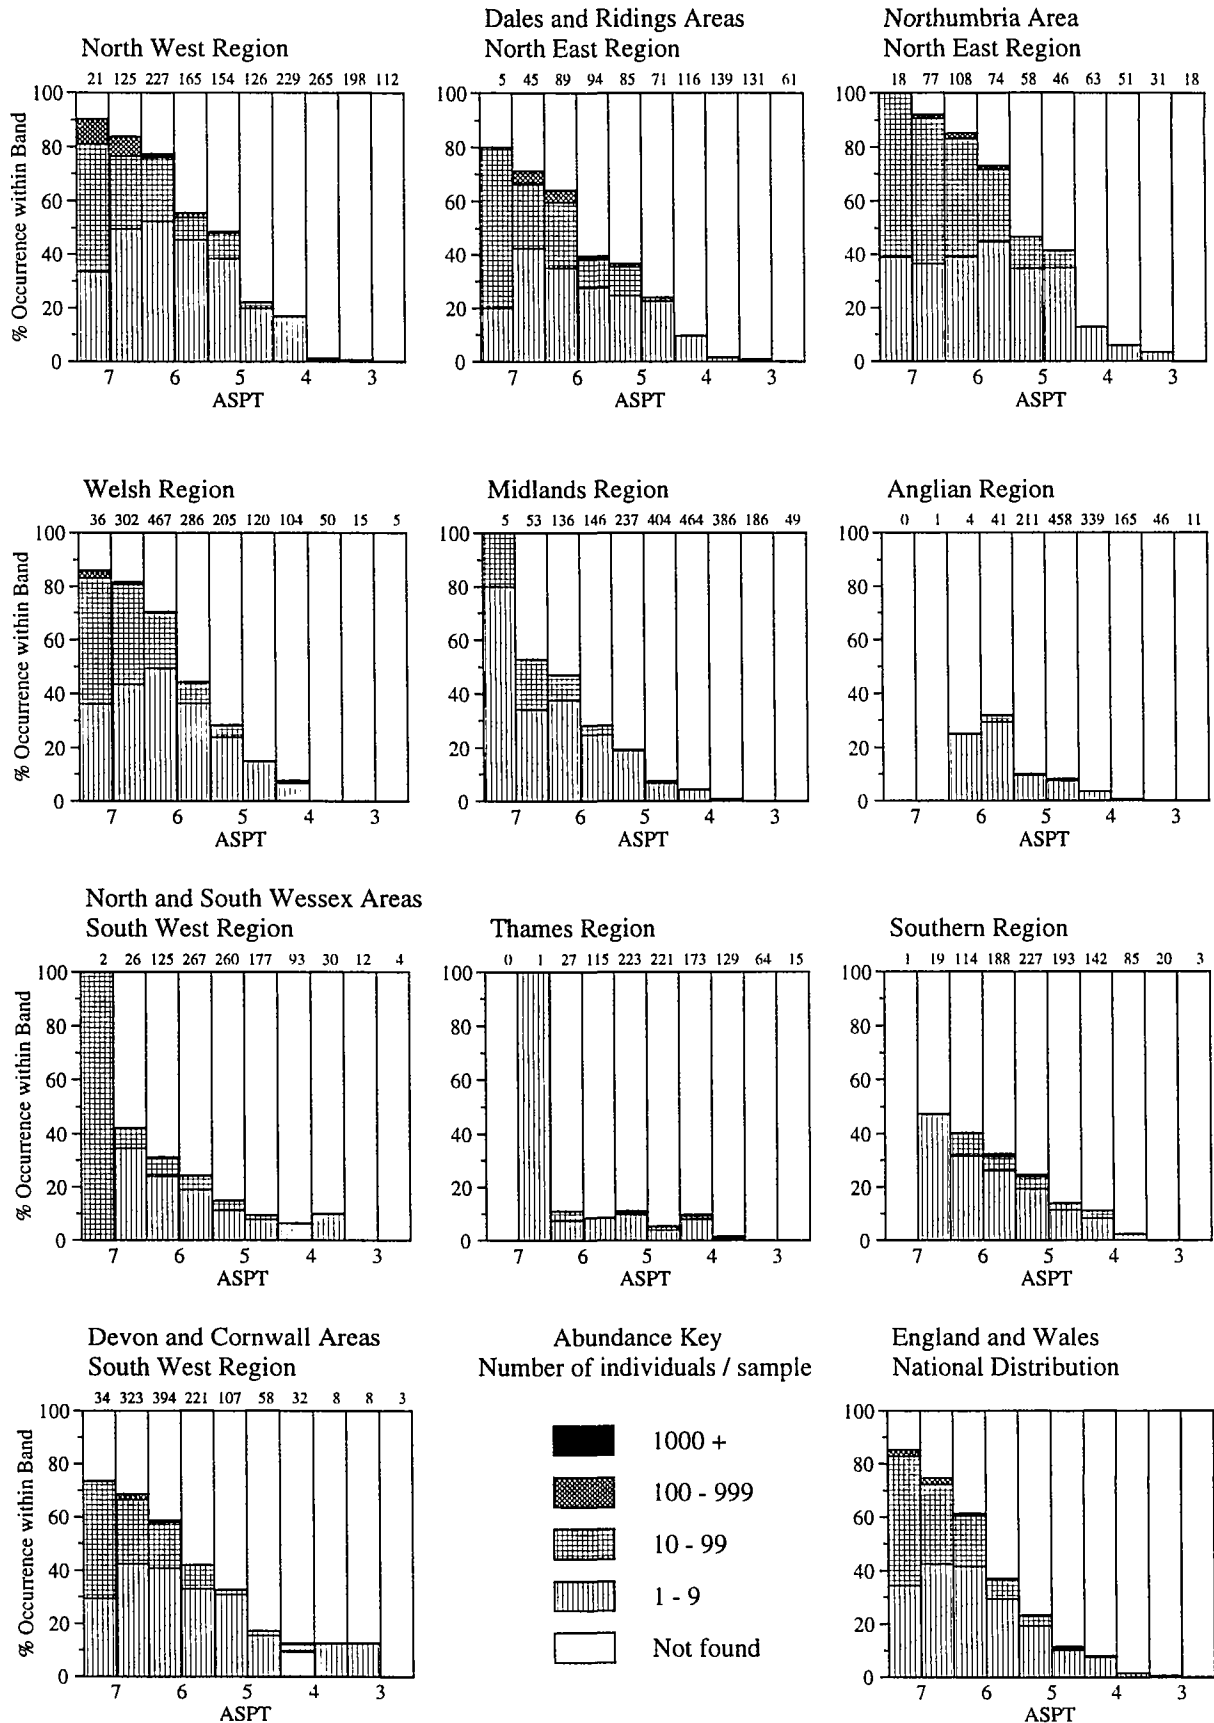 Dales and Ridings Areas
Northumbria Area
North West Region
North East Region
North East Region
21 125 227 165 154 126 229 265 198 112
5 45 89 94 85 71 116 139 131 61
18 77 108 74 58 46 63 51 31 18
% Occurrence within Band
100
80
60
40
20
0
7 6 5 4 3
ASPT
100
80
60
40
20
0
7 6 5 4 3
ASPT
100
80
60
40
20
0
7 6 5 4 3
ASPT
Welsh Region
Midlands Region
Anglian Region
36 302 467 286 205 120 104 50 15 5
5 53 136 146 237 404 464 386 186 49
0 1 4 41 211 458 339 165 46 11
% Occurrence within Band
100
80
60
40
20
0
7 6 5 4 3
ASPT
100
80
60
40
20
0
7 6 5 4 3
ASPT
100
80
60
40
20
0
7 6 5 4 3
ASPT
North and South Wessex Areas
South West Region
Thames Region
Southern Region
2 26 125 267 260 177 93 30 12 4
0 1 27 115 223 221 173 129 64 15
1 19 114 188 227 193 142 85 20 3
% Occurrence within Band
100
80
60
40
20
0
7 6 5 4 3
ASPT
100
80
60
40
20
0
7 6 5 4 3
ASPT
100
80
60
40
20
0
7 6 5 4 3
ASPT
Devon and Cornwall Areas
South West Region
34 323 394 221 107 58 32 8 8 3
% Occurrence within Band
100
80
60
40
20
0
7 6 5 4 3
ASPT
Abundance Key
Number of individuals / sample
1000 +
100 - 999
10 - 99
1 - 9
Not found
England and Wales
National Distribution
100
80
60
40
20
0
7 6 5 4 3
ASPT